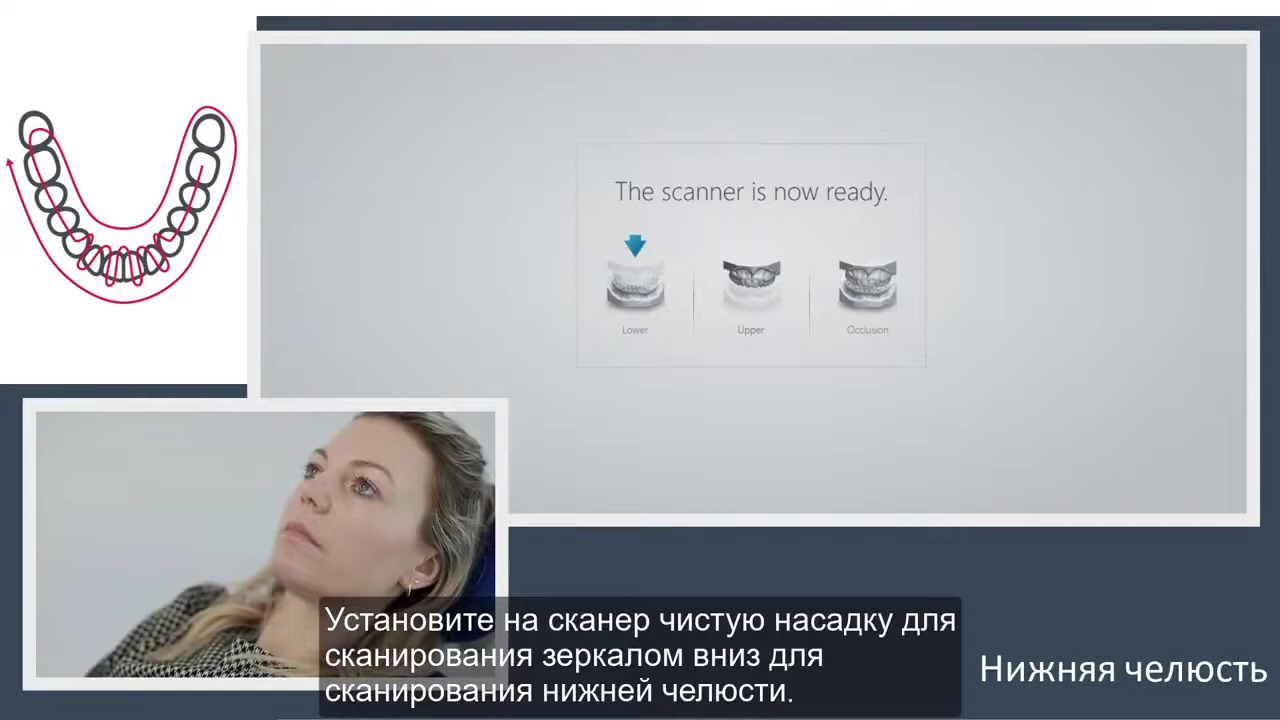 The scanner is now ready.
Lower
Upper
Occlusion
Установите на сканер чистую насадку для
сканирования зеркалом вниз для
сканирования нижней челюсти.
Нижняя челюсть